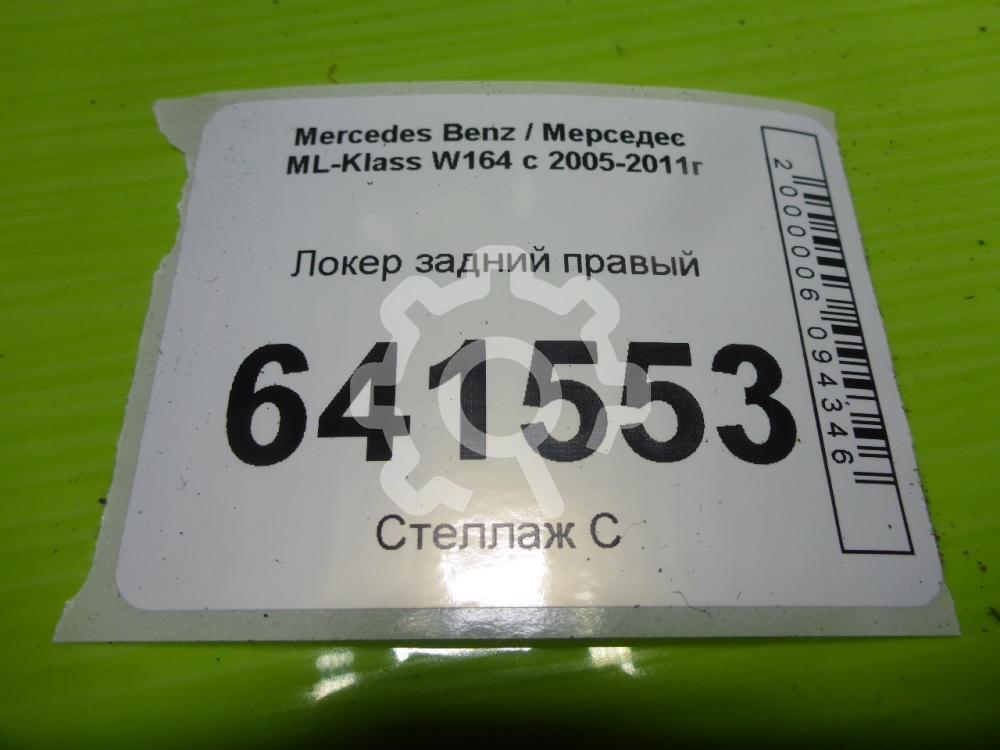 Mercedes Benz / Мерседес
ML-Klass W164 с 2005-2011г
Локер задний правый
641553
Стеллаж С
2000006094346